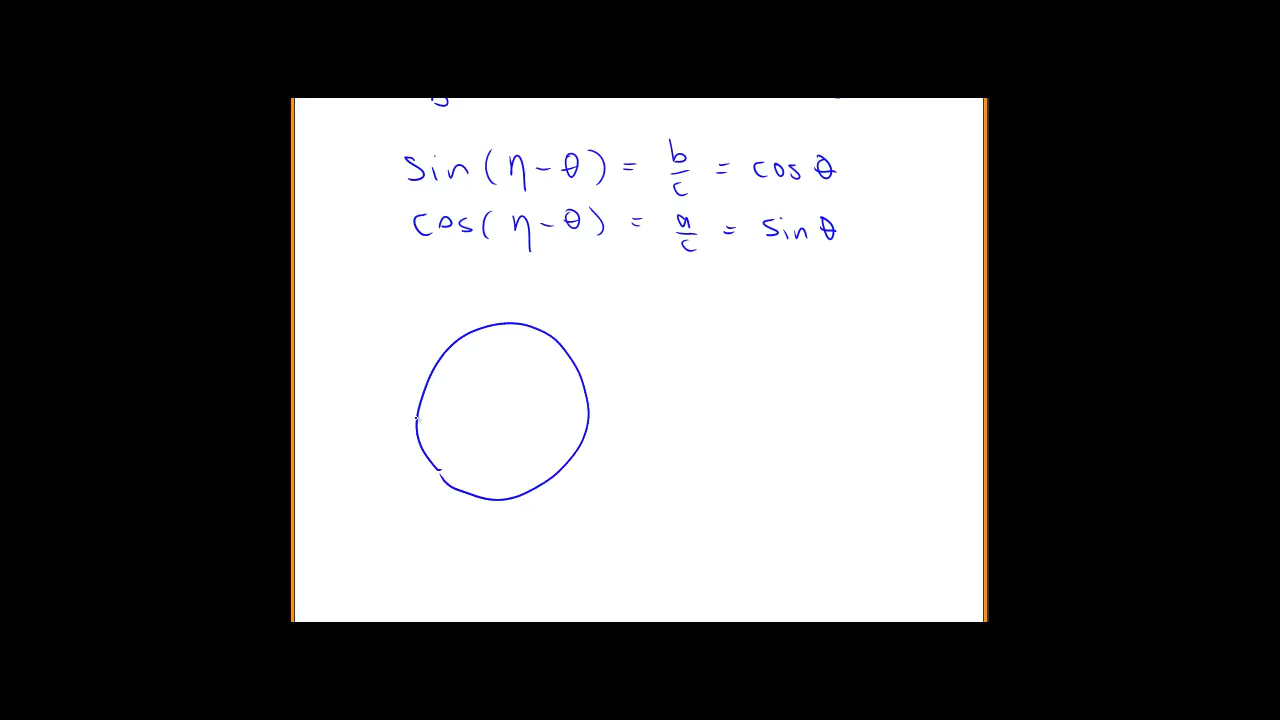 sin(η-θ) = b/c = cos θ
cos(η-θ) = a/c = sin θ